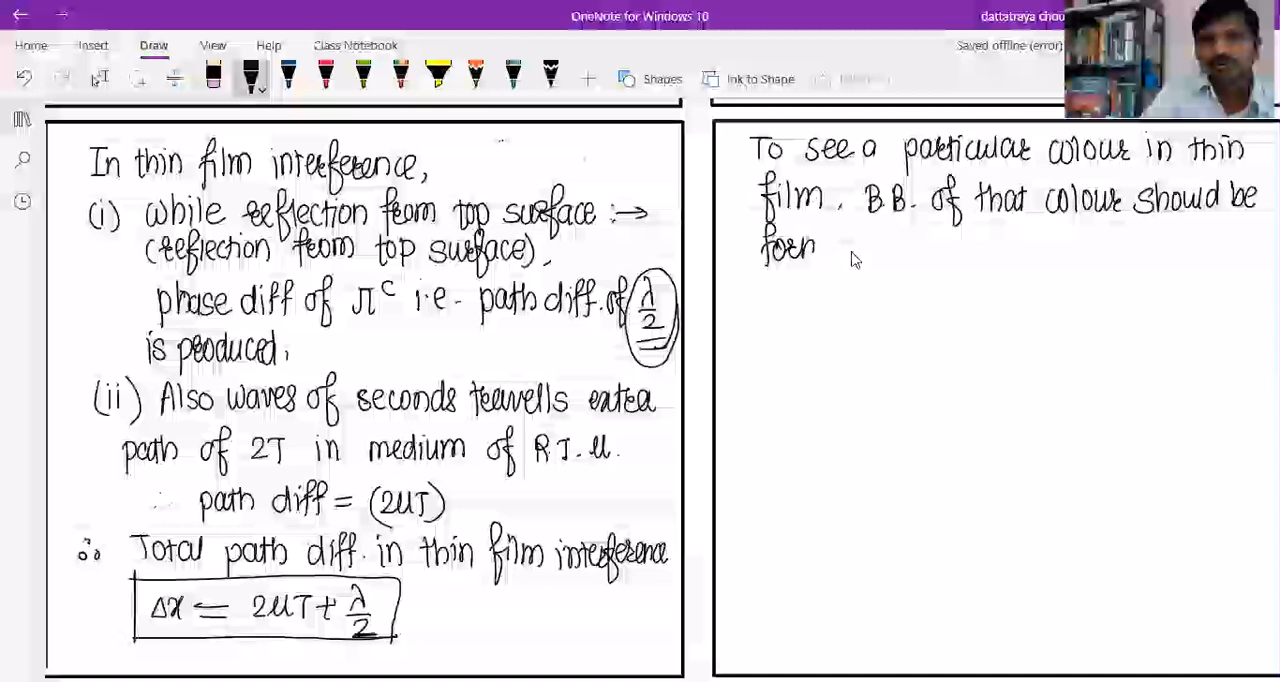 OneNote for Windows 10
dattatraya chou
Home Insert Draw View Help Class Notebook
Saved offline (error)
Shapes
Ink to Shape
In thin film interference,
(i) while reflection from top surface :→
(reflection from top surface).
phase diff of π^c i.e. path diff. of λ/2
is produced.
(ii) Also waves of seconds travells extra
path of 2T in medium of R.I. μ.
path diff = (2μT)
∴ Total path diff. in thin film interference
Δx = 2μT + λ/2
To see a particular colour in thin
film. B.B. of that colour should be
form